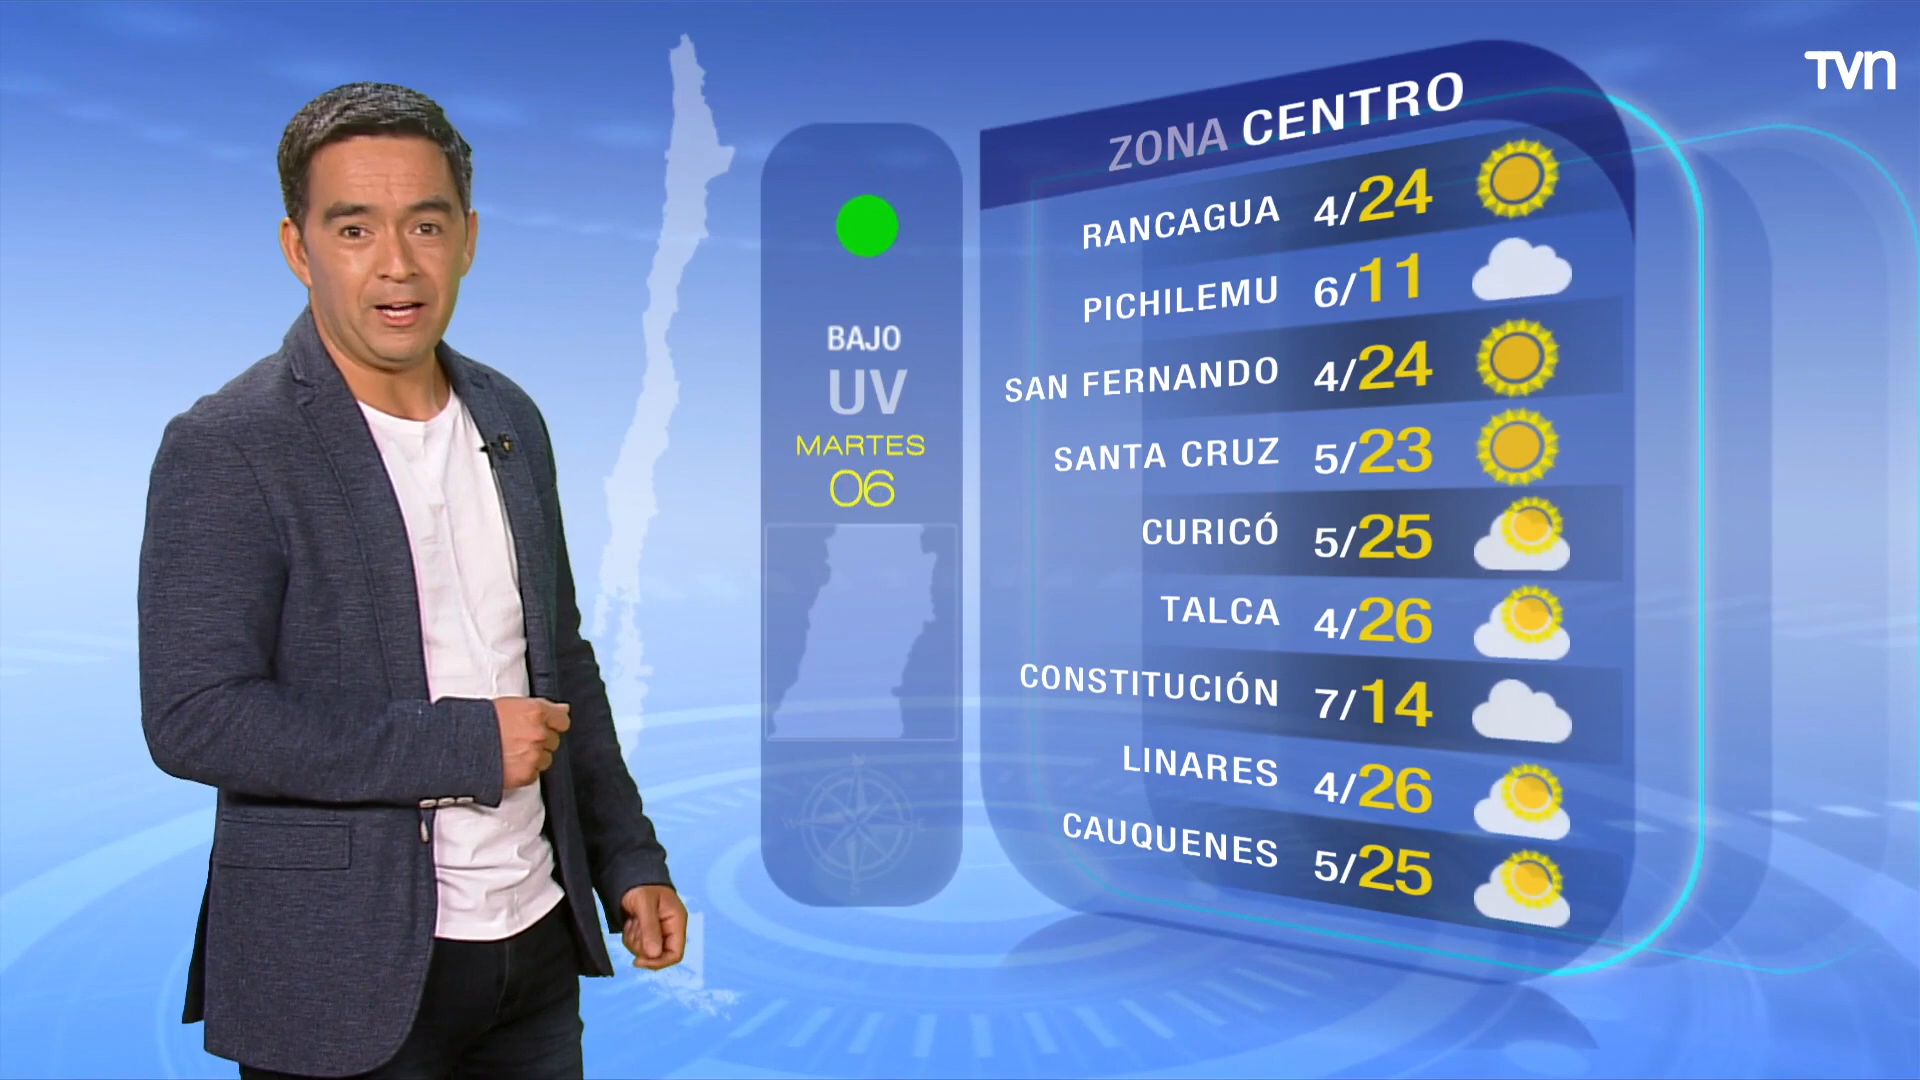 TVN
ZONA CENTRO
RANCAGUA 4/24
PICHILEMU 6/11
SAN FERNANDO 4/24
SANTA CRUZ 5/23
CURICÓ 5/25
TALCA 4/26
CONSTITUCIÓN 7/14
LINARES 4/26
CAUQUENES 5/25
BAJO
UV
MARTES
06
N
S